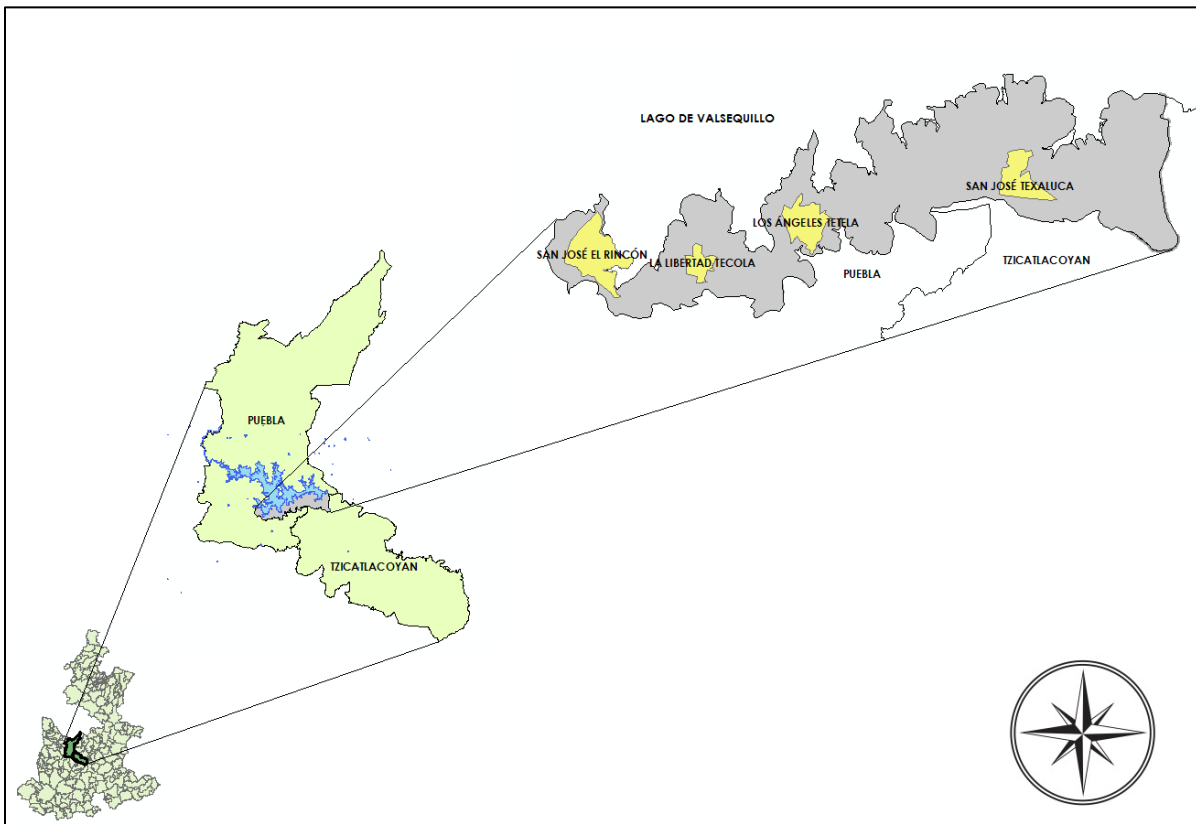 LAGO DE VALSEQUILLO
SAN JOSÉ TEXALUCA
LOS ÁNGELES TETELA
SAN JOSÉ EL RINCÓN
LA LIBERTAD TECOLA
PUEBLA
TZICATLACOYAN
PUEBLA
TZICATLACOYAN